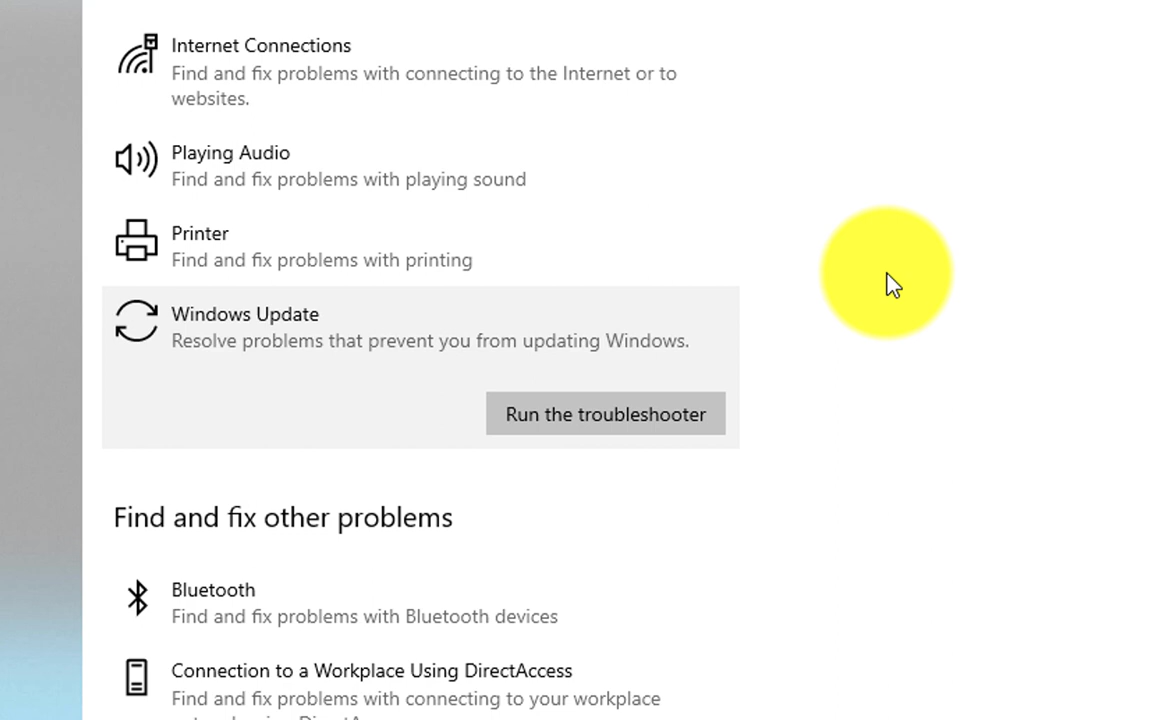 Internet Connections
Find and fix problems with connecting to the Internet or to
websites.
Playing Audio
Find and fix problems with playing sound
Printer
Find and fix problems with printing
Windows Update
Resolve problems that prevent you from updating Windows.
Run the troubleshooter
Find and fix other problems
Bluetooth
Find and fix problems with Bluetooth devices
Connection to a Workplace Using DirectAccess
Find and fix problems with connecting to your workplace